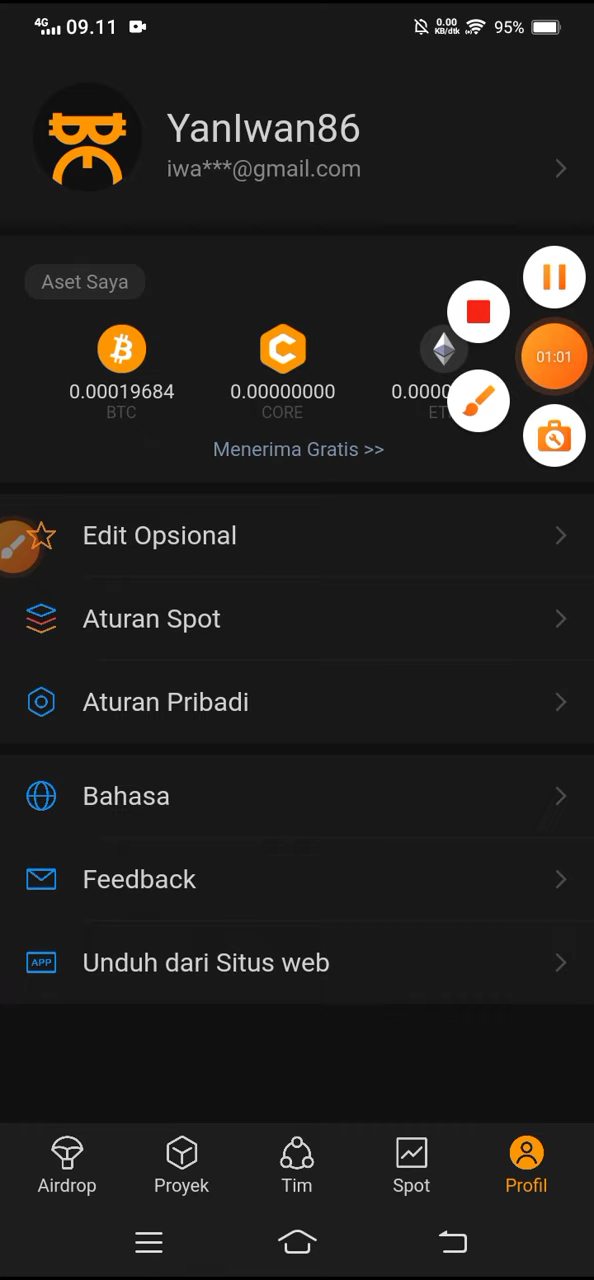 4G 09.11 0.00 KB/dtk 95%
YanIwan86
iwa***@gmail.com
Aset Saya
01:01
0.00019684 0.00000000 0.0000
BTC CORE
Menerima Gratis >>
Edit Opsional
Aturan Spot
Aturan Pribadi
Bahasa
Feedback
APP Unduh dari Situs web
Airdrop Proyek Tim Spot Profil